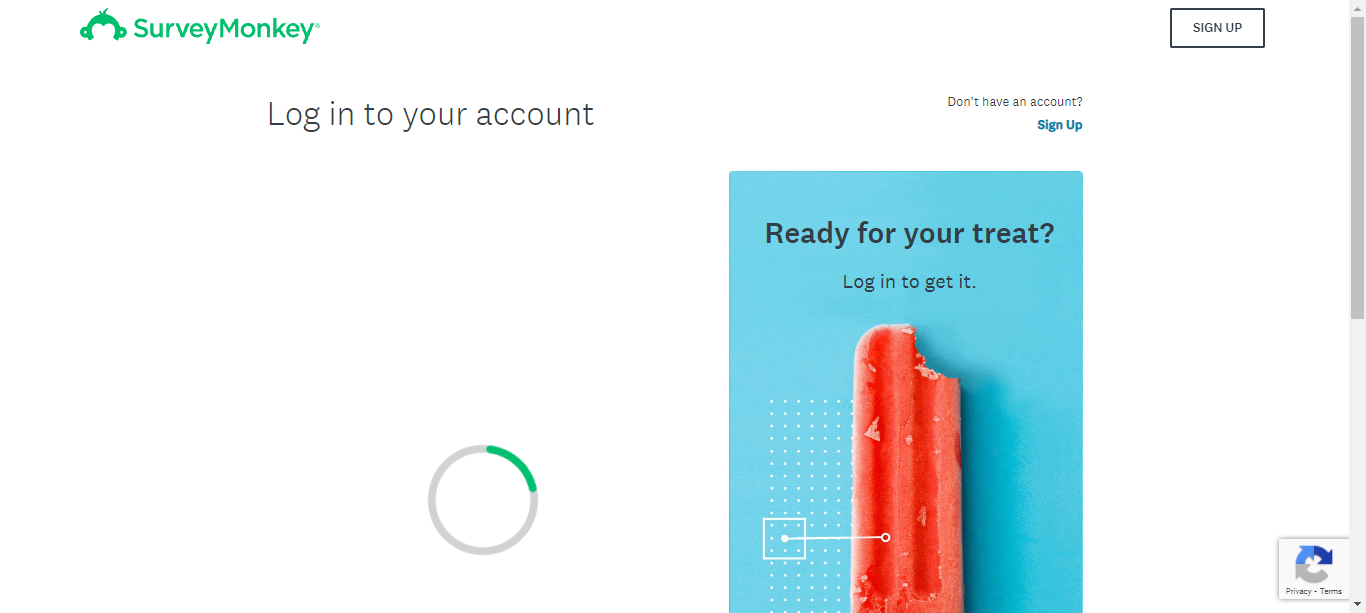 SurveyMonkey®
SIGN UP
Log in to your account
Don't have an account?
Sign Up
Ready for your treat?
Log in to get it.
Privacy - Terms